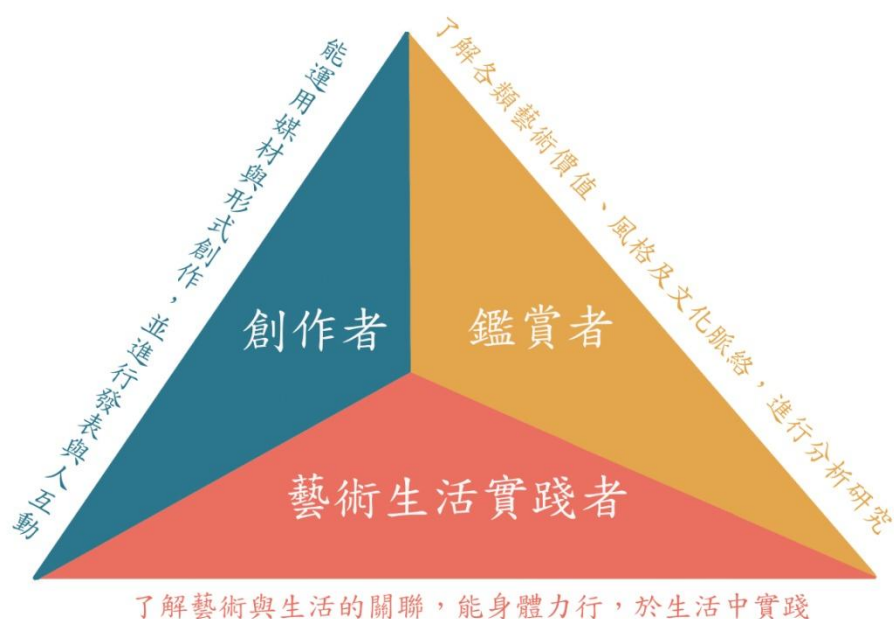 能運用媒材與形式創作，並進行發表與人互動
了解各類藝術價值、風格及文化脈絡，進行分析研究
創作者
鑑賞者
藝術生活實踐者
了解藝術與生活的關聯，能身體力行，於生活中實踐